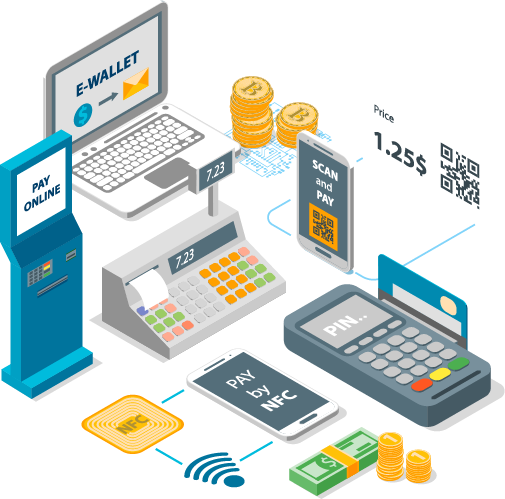 E-WALLET
$
Price
1.25$
PAY
ONLINE
7.23
SCAN
and
PAY
7.23
PIN..
PAY
by
NFC
NFC
$